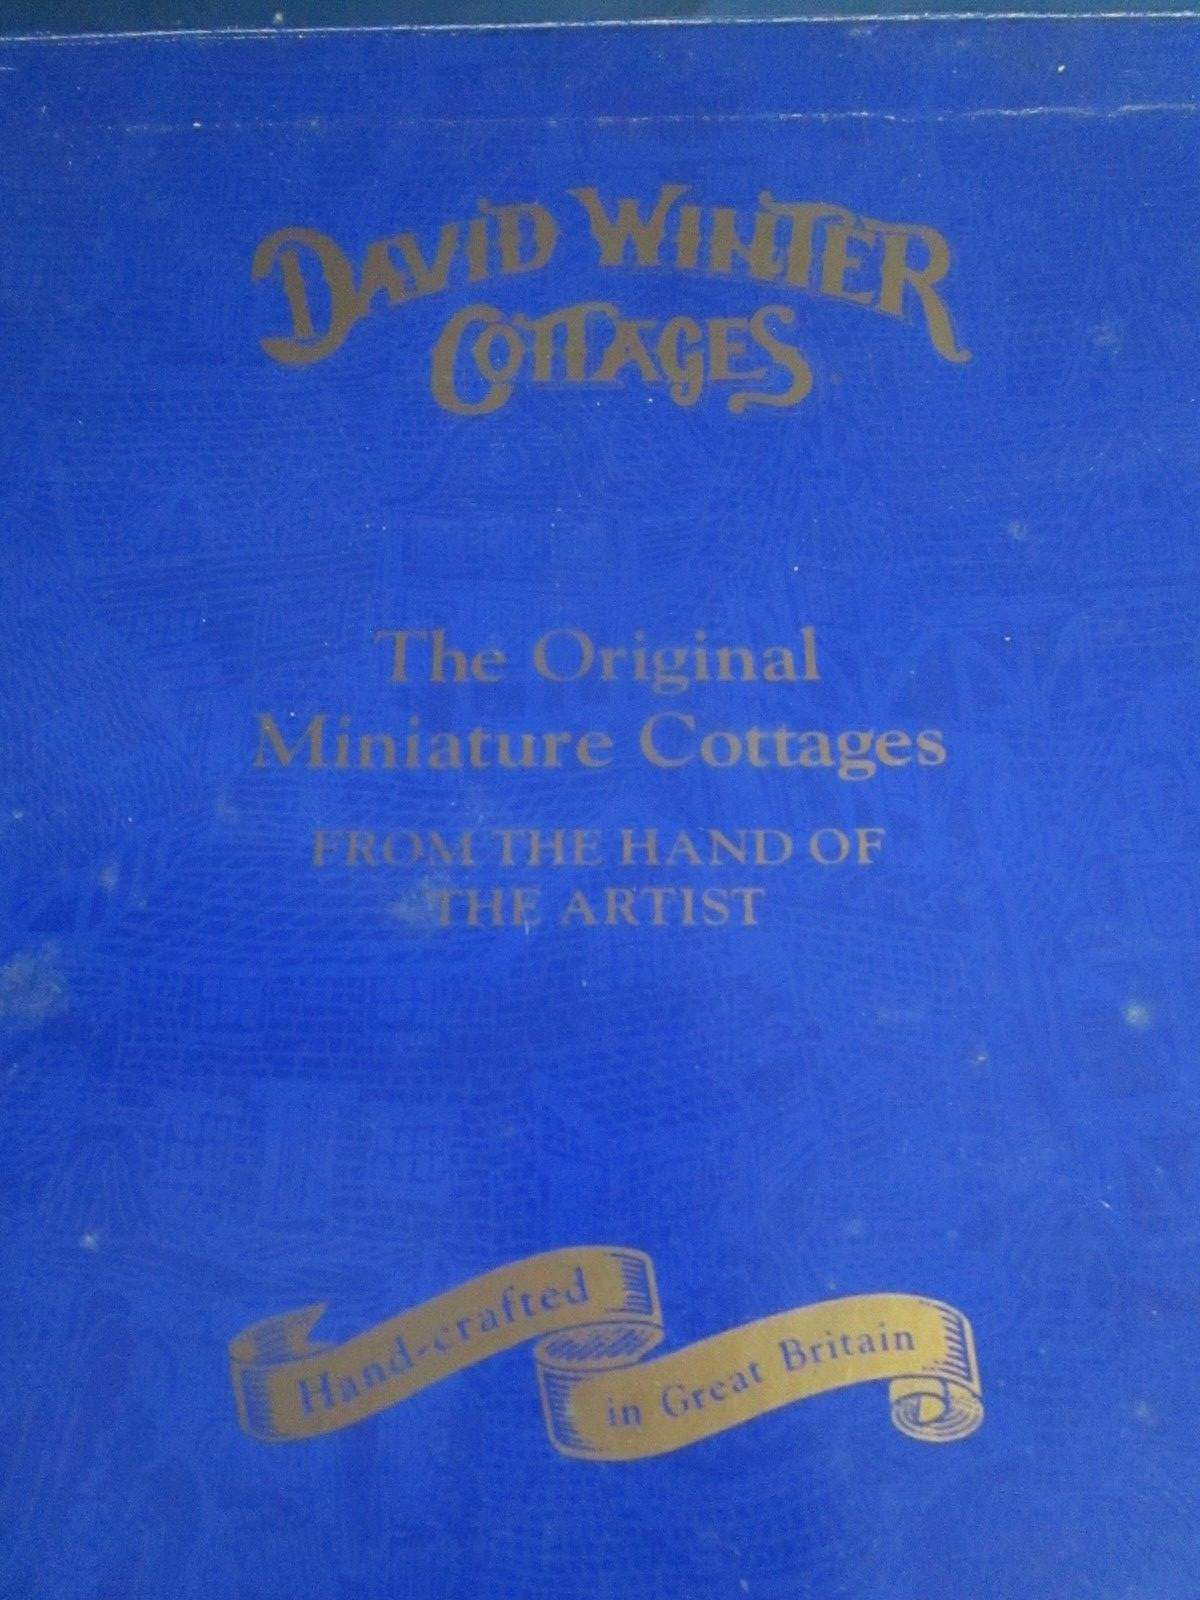 DAVID WINTER
COTTAGES
The Original
Miniature Cottages
FROM THE HAND OF
THE ARTIST
Hand-crafted
in Great Britain